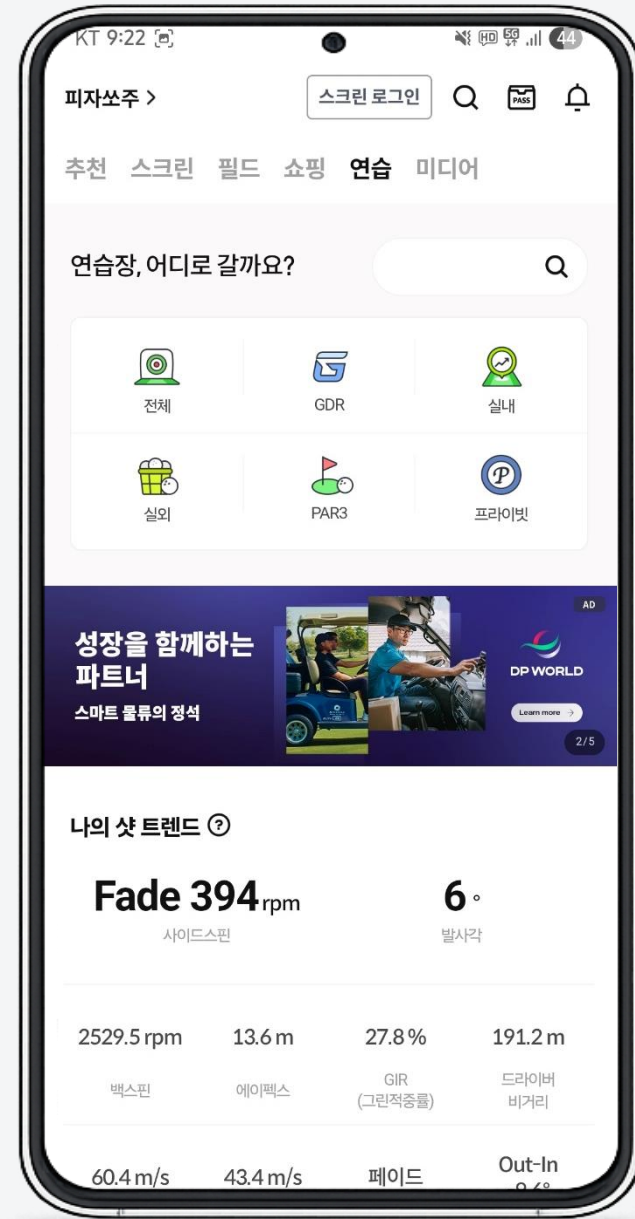 KT 9:22
HD 5G 44
피자쏘주 >
스크린 로그인
PASS
추천 스크린 필드 쇼핑 연습 미디어
연습장, 어디로 갈까요?
전체 GDR 실내
실외 PAR3 프라이빗
AD
성장을 함께하는
파트너
스마트 물류의 정석
DP WORLD
Learn more →
2/5
나의 샷 트렌드 ?
Fade 394 rpm 6°
사이드스핀 발사각
2529.5 rpm 13.6 m 27.8 % 191.2 m
백스핀 에이펙스 GIR (그린적중률) 드라이버 비거리
60.4 m/s 43.4 m/s 페이드 Out-In